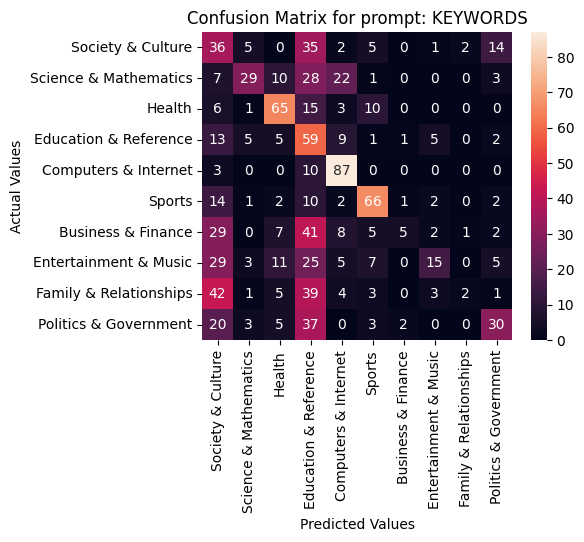 Confusion Matrix for prompt: KEYWORDS
Actual Values
Society & Culture 36 5 0 35 2 5 0 1 2 14
Science & Mathematics 7 29 10 28 22 1 0 0 0 3
Health 6 1 65 15 3 10 0 0 0 0
Education & Reference 13 5 5 59 9 1 1 5 0 2
Computers & Internet 3 0 0 10 87 0 0 0 0 0
Sports 14 1 2 10 2 66 1 2 0 2
Business & Finance 29 0 7 41 8 5 5 2 1 2
Entertainment & Music 29 3 11 25 5 7 0 15 0 5
Family & Relationships 42 1 5 39 4 3 0 3 2 1
Politics & Government 20 3 5 37 0 3 2 0 0 30
Society & Culture
Science & Mathematics
Health
Education & Reference
Computers & Internet
Sports
Business & Finance
Entertainment & Music
Family & Relationships
Politics & Government
Predicted Values
80
70
60
50
40
30
20
10
0